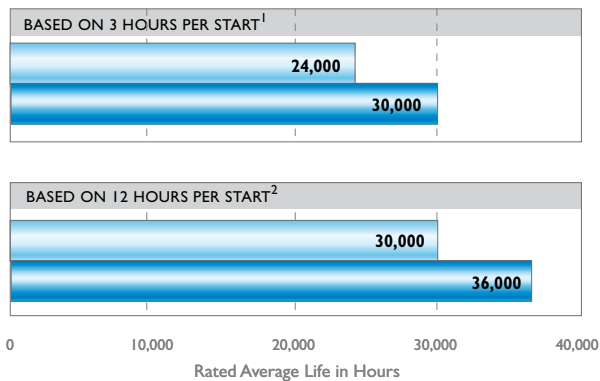 BASED ON 3 HOURS PER START1
24,000
30,000
BASED ON 12 HOURS PER START2
30,000
36,000
0 10,000 20,000 30,000 40,000
Rated Average Life in Hours